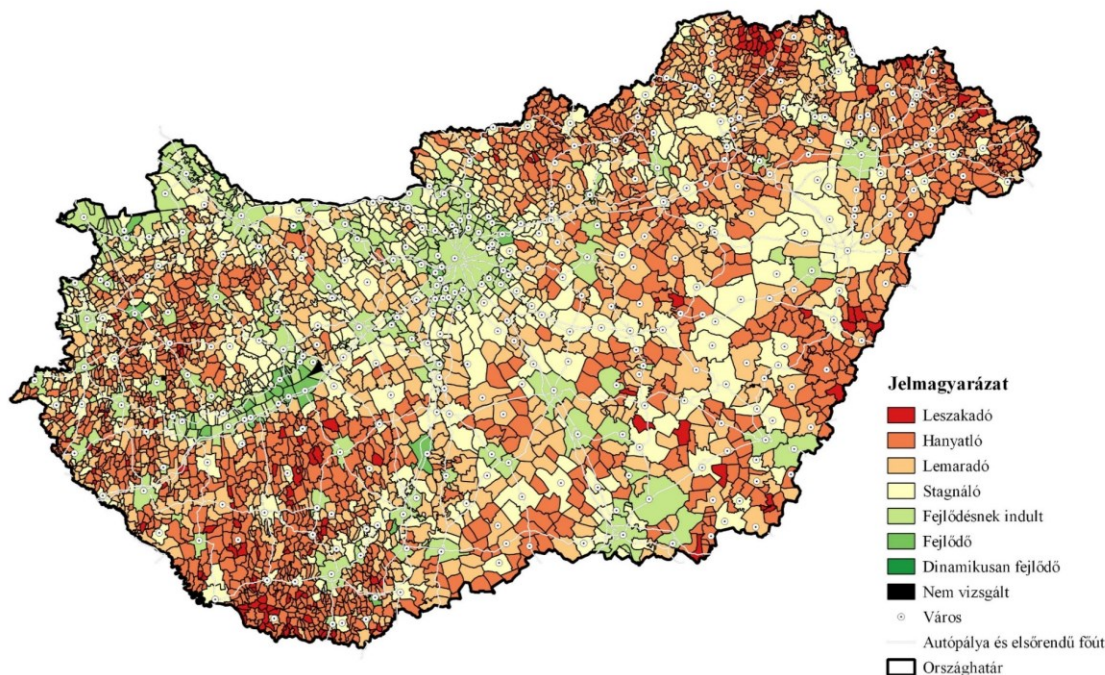 Jelmagyarázat
Leszakadó
Hanyatló
Lemaradó
Stagnáló
Fejlődésnek indult
Fejlődő
Dinamikusan fejlődő
Nem vizsgált
Város
Autópálya és elsőrendű főút
Országhatár